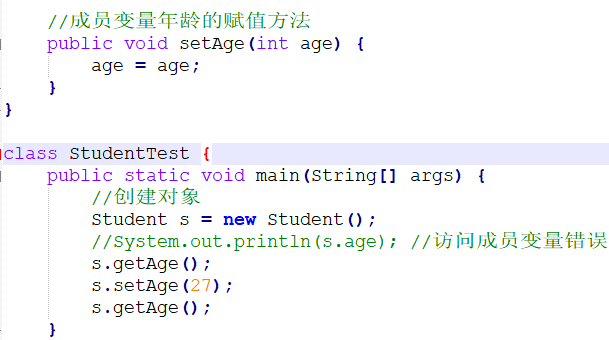 //成员变量年龄的赋值方法
public void setAge(int age) {
age = age;
}
}
class StudentTest {
public static void main(String[] args) {
//创建对象
Student s = new Student();
//System.out.println(s.age); //访问成员变量错误
s.getAge();
s.setAge(27);
s.getAge();
}